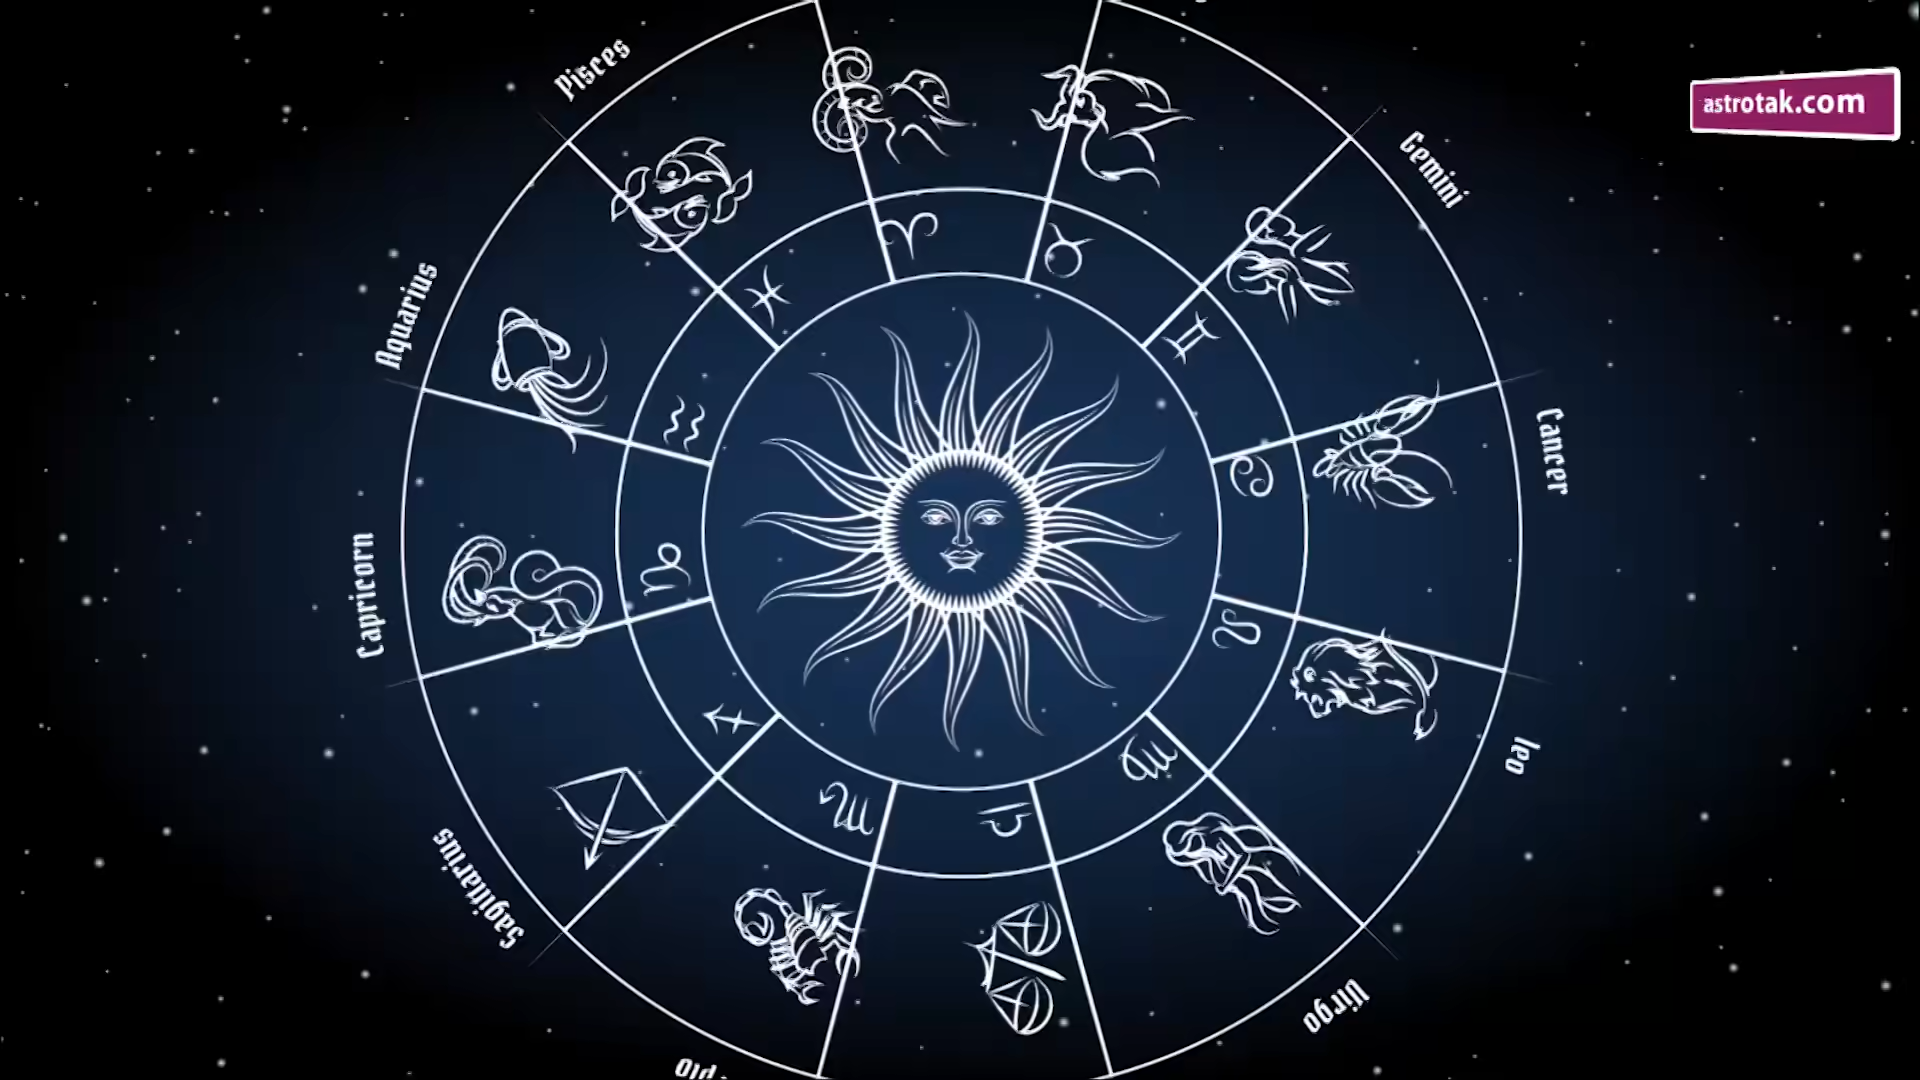 astrotak.com
Pisces
Gemini
Aquarius
Cancer
Capricorn
leo
Sagittarius
Virgo